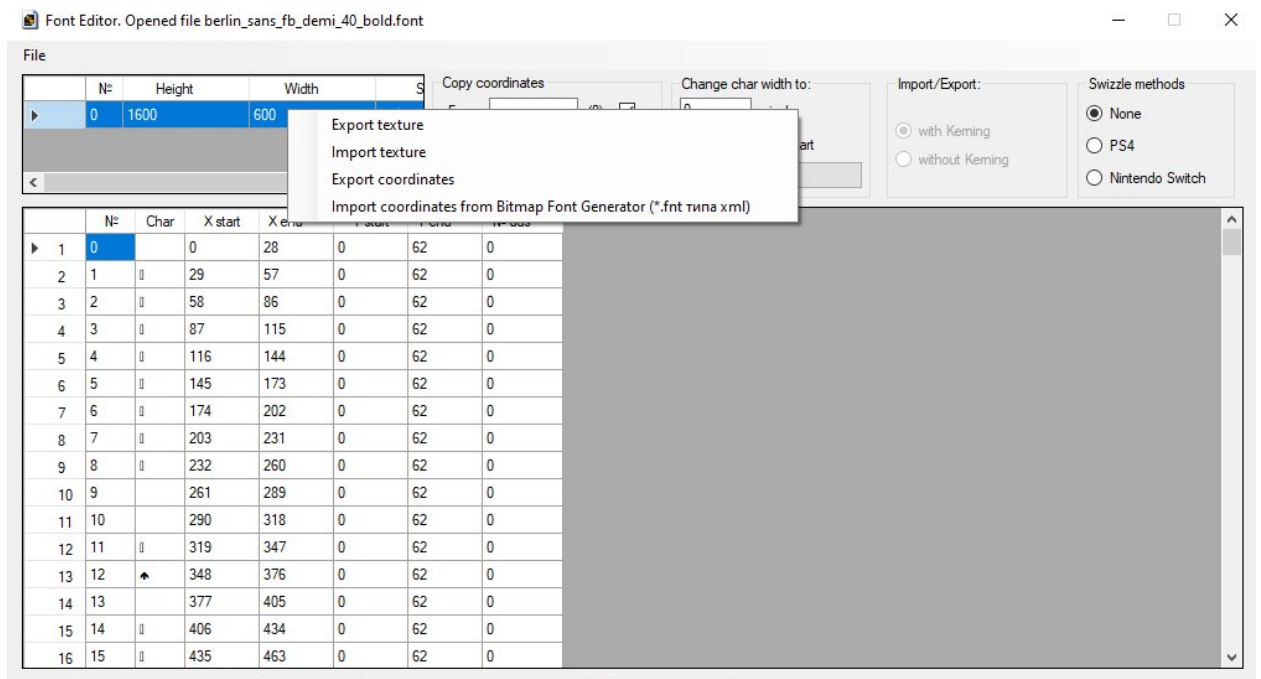 Font Editor. Opened file berlin_sans_fb_demi_40_bold.font
File
№ Height Width S
0 1600 600
Copy coordinates
Change char width to:
Import/Export:
with Kerning
without Kerning
Swizzle methods
None
PS4
Nintendo Switch
Export texture
Import texture
Export coordinates
Import coordinates from Bitmap Font Generator (*.fnt типа xml)
№ Char X start X end
1 0 0 28 0 62 0
2 1 29 57 0 62 0
3 2 58 86 0 62 0
4 3 87 115 0 62 0
5 4 116 144 0 62 0
6 5 145 173 0 62 0
7 6 174 202 0 62 0
8 7 203 231 0 62 0
9 8 232 260 0 62 0
10 9 261 289 0 62 0
11 10 290 318 0 62 0
12 11 319 347 0 62 0
13 12 348 376 0 62 0
14 13 377 405 0 62 0
15 14 406 434 0 62 0
16 15 435 463 0 62 0